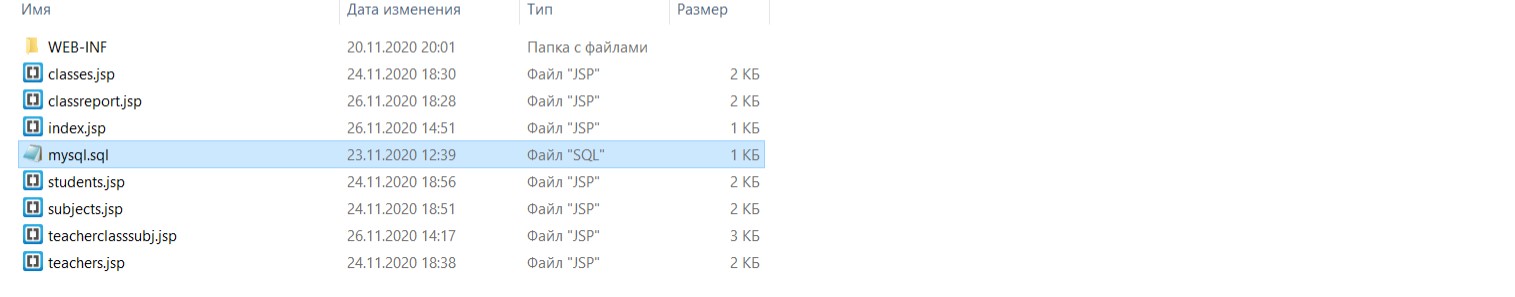 Имя Дата изменения Тип Размер
WEB-INF 20.11.2020 20:01 Папка с файлами
classes.jsp 24.11.2020 18:30 Файл "JSP" 2 КБ
classreport.jsp 26.11.2020 18:28 Файл "JSP" 2 КБ
index.jsp 26.11.2020 14:51 Файл "JSP" 1 КБ
mysql.sql 23.11.2020 12:39 Файл "SQL" 1 КБ
students.jsp 24.11.2020 18:56 Файл "JSP" 2 КБ
subjects.jsp 24.11.2020 18:51 Файл "JSP" 2 КБ
teacherclasssubj.jsp 26.11.2020 14:17 Файл "JSP" 3 КБ
teachers.jsp 24.11.2020 18:38 Файл "JSP" 2 КБ